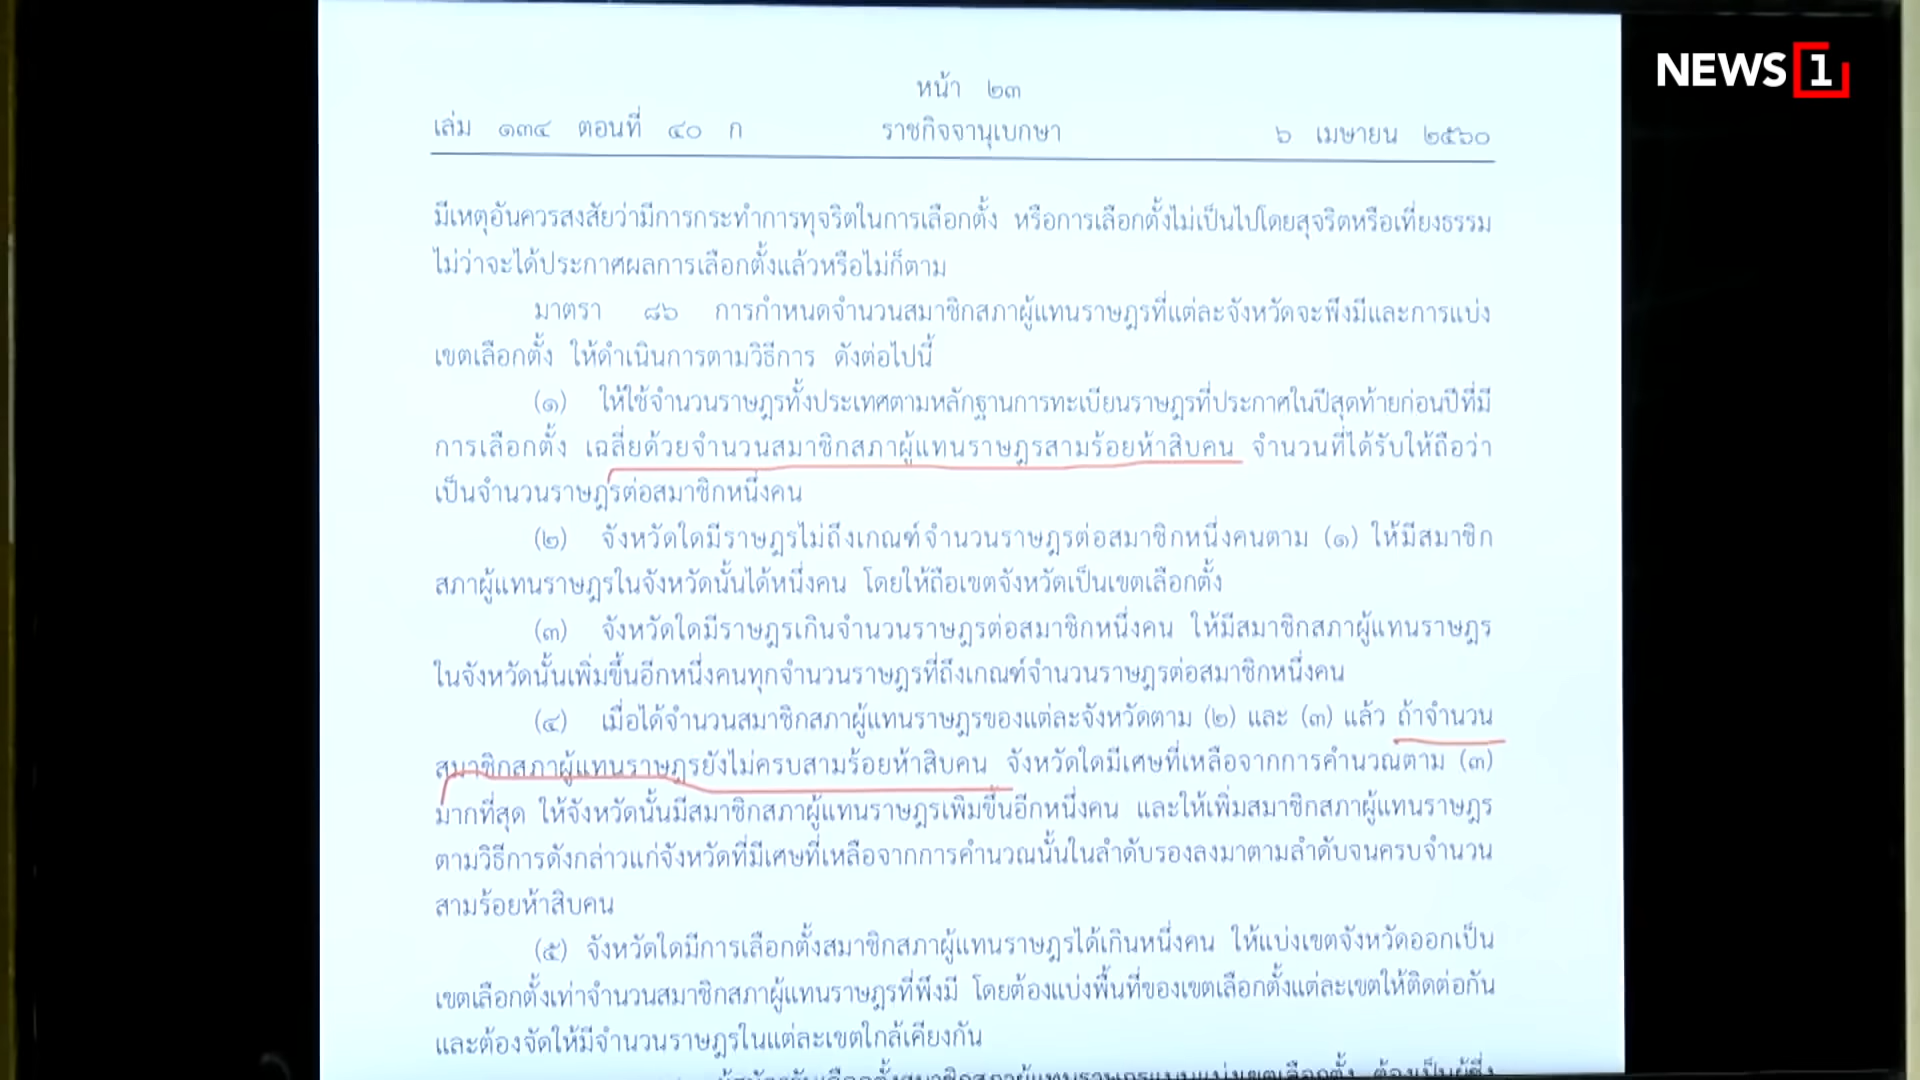 NEWS 1
หน้า ๒๓
เล่ม ๑๓๔ ตอนที่ ๔๐ ก ราชกิจจานุเบกษา ๖ เมษายน ๒๕๖๐
มีเหตุอันควรสงสัยว่ามีการกระทำการทุจริตในการเลือกตั้ง หรือการเลือกตั้งไม่เป็นไปโดยสุจริตหรือเที่ยงธรรม
ไม่ว่าจะได้ประกาศผลการเลือกตั้งแล้วหรือไม่ก็ตาม
มาตรา ๘๖ การกำหนดจำนวนสมาชิกสภาผู้แทนราษฎรที่แต่ละจังหวัดจะพึงมีและการแบ่ง
เขตเลือกตั้ง ให้ดำเนินการตามวิธีการ ดังต่อไปนี้
(๑) ให้ใช้จำนวนราษฎรทั้งประเทศตามหลักฐานการทะเบียนราษฎรที่ประกาศในปีสุดท้ายก่อนปีที่มี
การเลือกตั้ง เฉลี่ยด้วยจำนวนสมาชิกสภาผู้แทนราษฎรสามร้อยห้าสิบคน จำนวนที่ได้รับให้ถือว่า
เป็นจำนวนราษฎรต่อสมาชิกหนึ่งคน
(๒) จังหวัดใดมีราษฎรไม่ถึงเกณฑ์จำนวนราษฎรต่อสมาชิกหนึ่งคนตาม (๑) ให้มีสมาชิก
สภาผู้แทนราษฎรในจังหวัดนั้นได้หนึ่งคน โดยให้ถือเขตจังหวัดเป็นเขตเลือกตั้ง
(๓) จังหวัดใดมีราษฎรเกินจำนวนราษฎรต่อสมาชิกหนึ่งคน ให้มีสมาชิกสภาผู้แทนราษฎร
ในจังหวัดนั้นเพิ่มขึ้นอีกหนึ่งคนทุกจำนวนราษฎรที่ถึงเกณฑ์จำนวนราษฎรต่อสมาชิกหนึ่งคน
(๔) เมื่อได้จำนวนสมาชิกสภาผู้แทนราษฎรของแต่ละจังหวัดตาม (๒) และ (๓) แล้ว ถ้าจำนวน
สมาชิกสภาผู้แทนราษฎรยังไม่ครบสามร้อยห้าสิบคน จังหวัดใดมีเศษที่เหลือจากการคำนวณตาม (๓)
มากที่สุด ให้จังหวัดนั้นมีสมาชิกสภาผู้แทนราษฎรเพิ่มขึ้นอีกหนึ่งคน และให้เพิ่มสมาชิกสภาผู้แทนราษฎร
ตามวิธีการดังกล่าวแก่จังหวัดที่มีเศษที่เหลือจากการคำนวณนั้นในลำดับรองลงมาตามลำดับจนครบจำนวน
สามร้อยห้าสิบคน
(๕) จังหวัดใดมีการเลือกตั้งสมาชิกสภาผู้แทนราษฎรได้เกินหนึ่งคน ให้แบ่งเขตจังหวัดออกเป็น
เขตเลือกตั้งเท่าจำนวนสมาชิกสภาผู้แทนราษฎรที่พึงมี โดยต้องแบ่งพื้นที่ของเขตเลือกตั้งแต่ละเขตให้ติดต่อกัน
และต้องจัดให้มีจำนวนราษฎรในแต่ละเขตใกล้เคียงกัน
ผู้สมัครรับเลือกตั้งสมาชิกสภาผู้แทนราษฎรแบบแบ่งเขตเลือกตั้ง ต้องเป็นผู้ซึ่ง